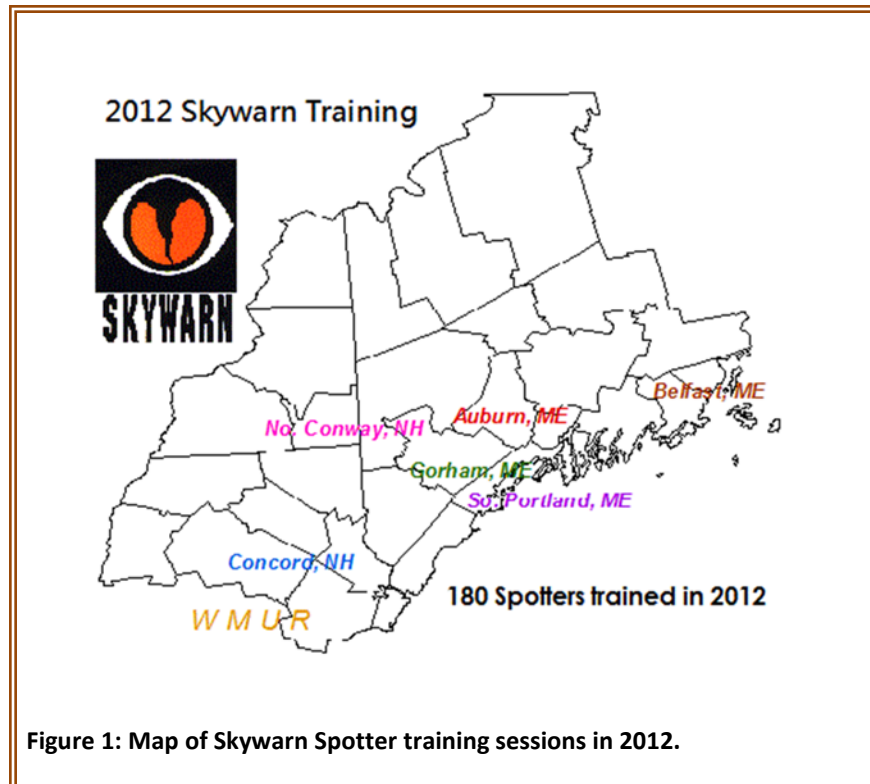 2012 Skywarn Training
SKYWARN
Belfast, ME
Auburn, ME
No. Conway, NH
Gorham, ME
So. Portland, ME
Concord, NH
180 Spotters trained in 2012
W M U R
Figure 1: Map of Skywarn Spotter training sessions in 2012.